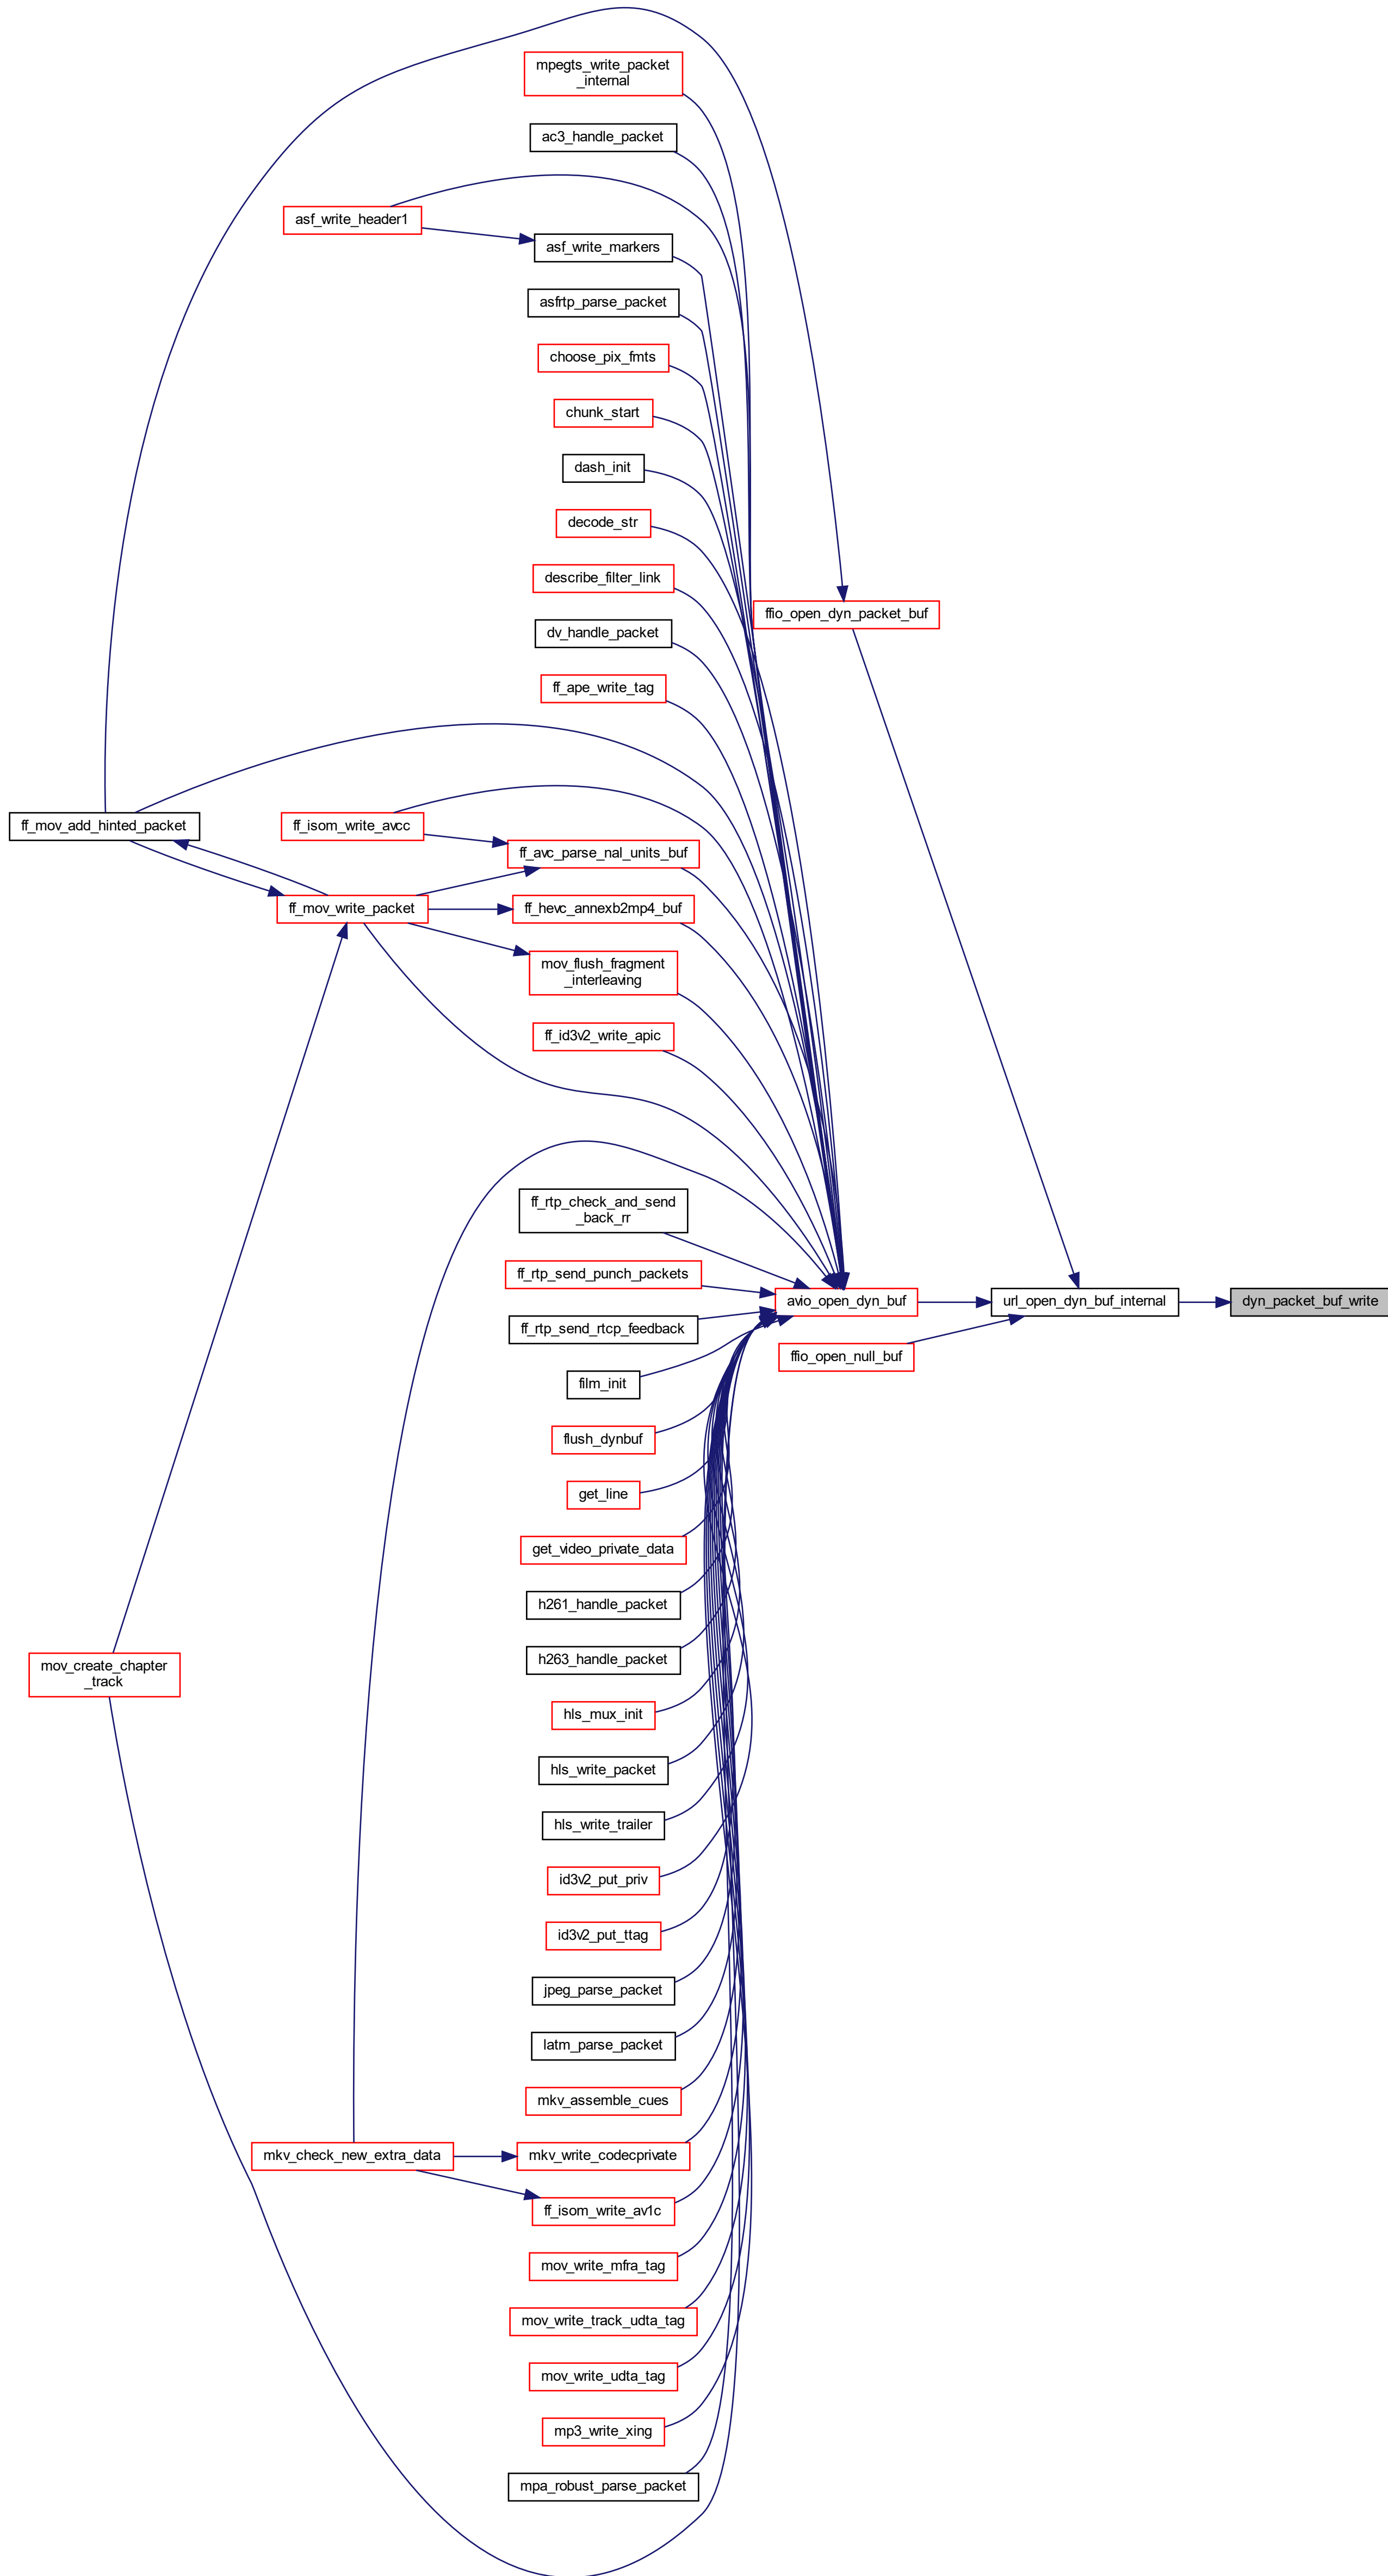 mpegts_write_packet
_internal
ac3_handle_packet
asf_write_header1
asf_write_markers
asfrtp_parse_packet
choose_pix_fmts
chunk_start
dash_init
decode_str
describe_filter_link
ffio_open_dyn_packet_buf
dv_handle_packet
ff_ape_write_tag
ff_mov_add_hinted_packet
ff_isom_write_avcc
ff_avc_parse_nal_units_buf
ff_mov_write_packet
ff_hevc_annexb2mp4_buf
mov_flush_fragment
_interleaving
ff_id3v2_write_apic
ff_rtp_check_and_send
_back_rr
ff_rtp_send_punch_packets
avio_open_dyn_buf
url_open_dyn_buf_internal
dyn_packet_buf_write
ff_rtp_send_rtcp_feedback
ffio_open_null_buf
film_init
flush_dynbuf
get_line
get_video_private_data
h261_handle_packet
h263_handle_packet
mov_create_chapter
_track
hls_mux_init
hls_write_packet
hls_write_trailer
id3v2_put_priv
id3v2_put_ttag
jpeg_parse_packet
latm_parse_packet
mkv_assemble_cues
mkv_check_new_extra_data
mkv_write_codecprivate
ff_isom_write_av1c
mov_write_mfra_tag
mov_write_track_udta_tag
mov_write_udta_tag
mp3_write_xing
mpa_robust_parse_packet